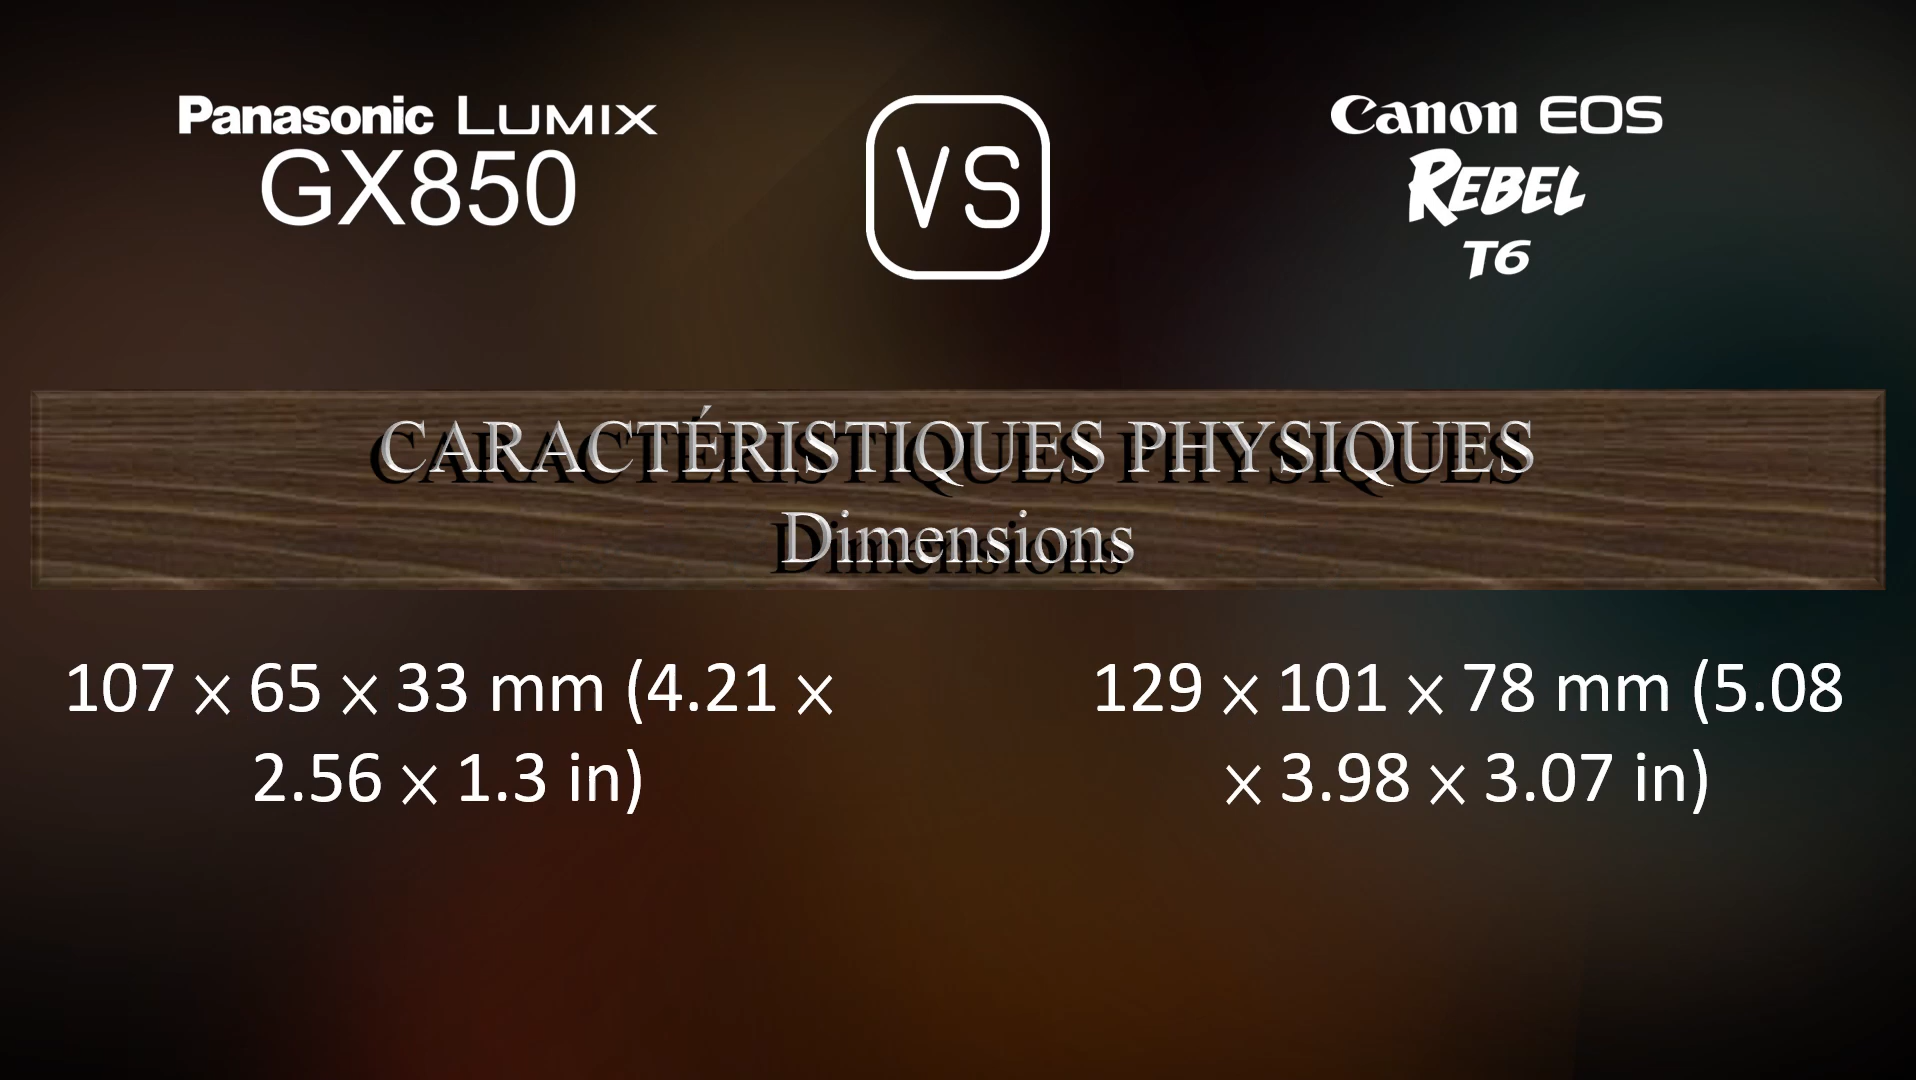 Panasonic LUMIX
GX850
VS
Canon EOS
REBEL
T6
CARACTÉRISTIQUES PHYSIQUES
Dimensions
107 x 65 x 33 mm (4.21 x
2.56 x 1.3 in)
129 x 101 x 78 mm (5.08
x 3.98 x 3.07 in)